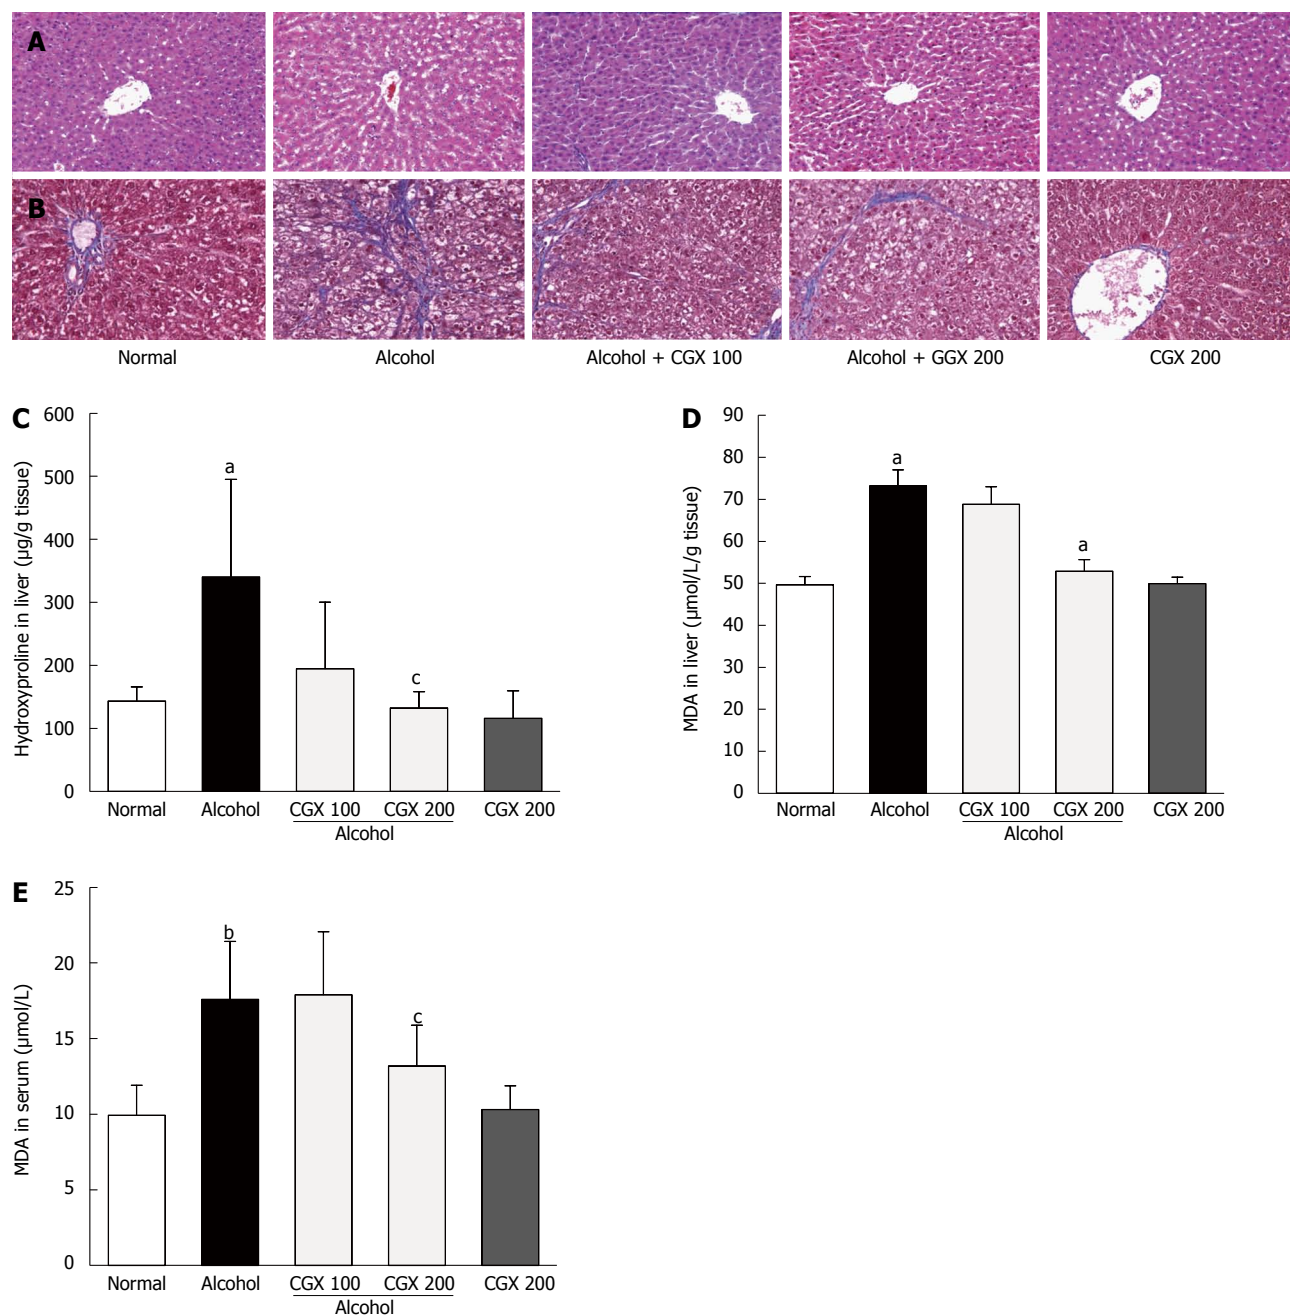 A
B
Normal
Alcohol
Alcohol + CGX 100
Alcohol + GGX 200
CGX 200
C
Hydroxyproline in liver (µg/g tissue)
600
500
400
300
200
100
0
a
c
Normal
Alcohol
CGX 100
CGX 200
CGX 200
Alcohol
D
MDA in liver (µmol/L/g tissue)
90
80
70
60
50
40
30
20
10
0
a
a
Normal
Alcohol
CGX 100
CGX 200
CGX 200
Alcohol
E
MDA in serum (µmol/L)
25
20
15
10
5
0
b
c
Normal
Alcohol
CGX 100
CGX 200
CGX 200
Alcohol